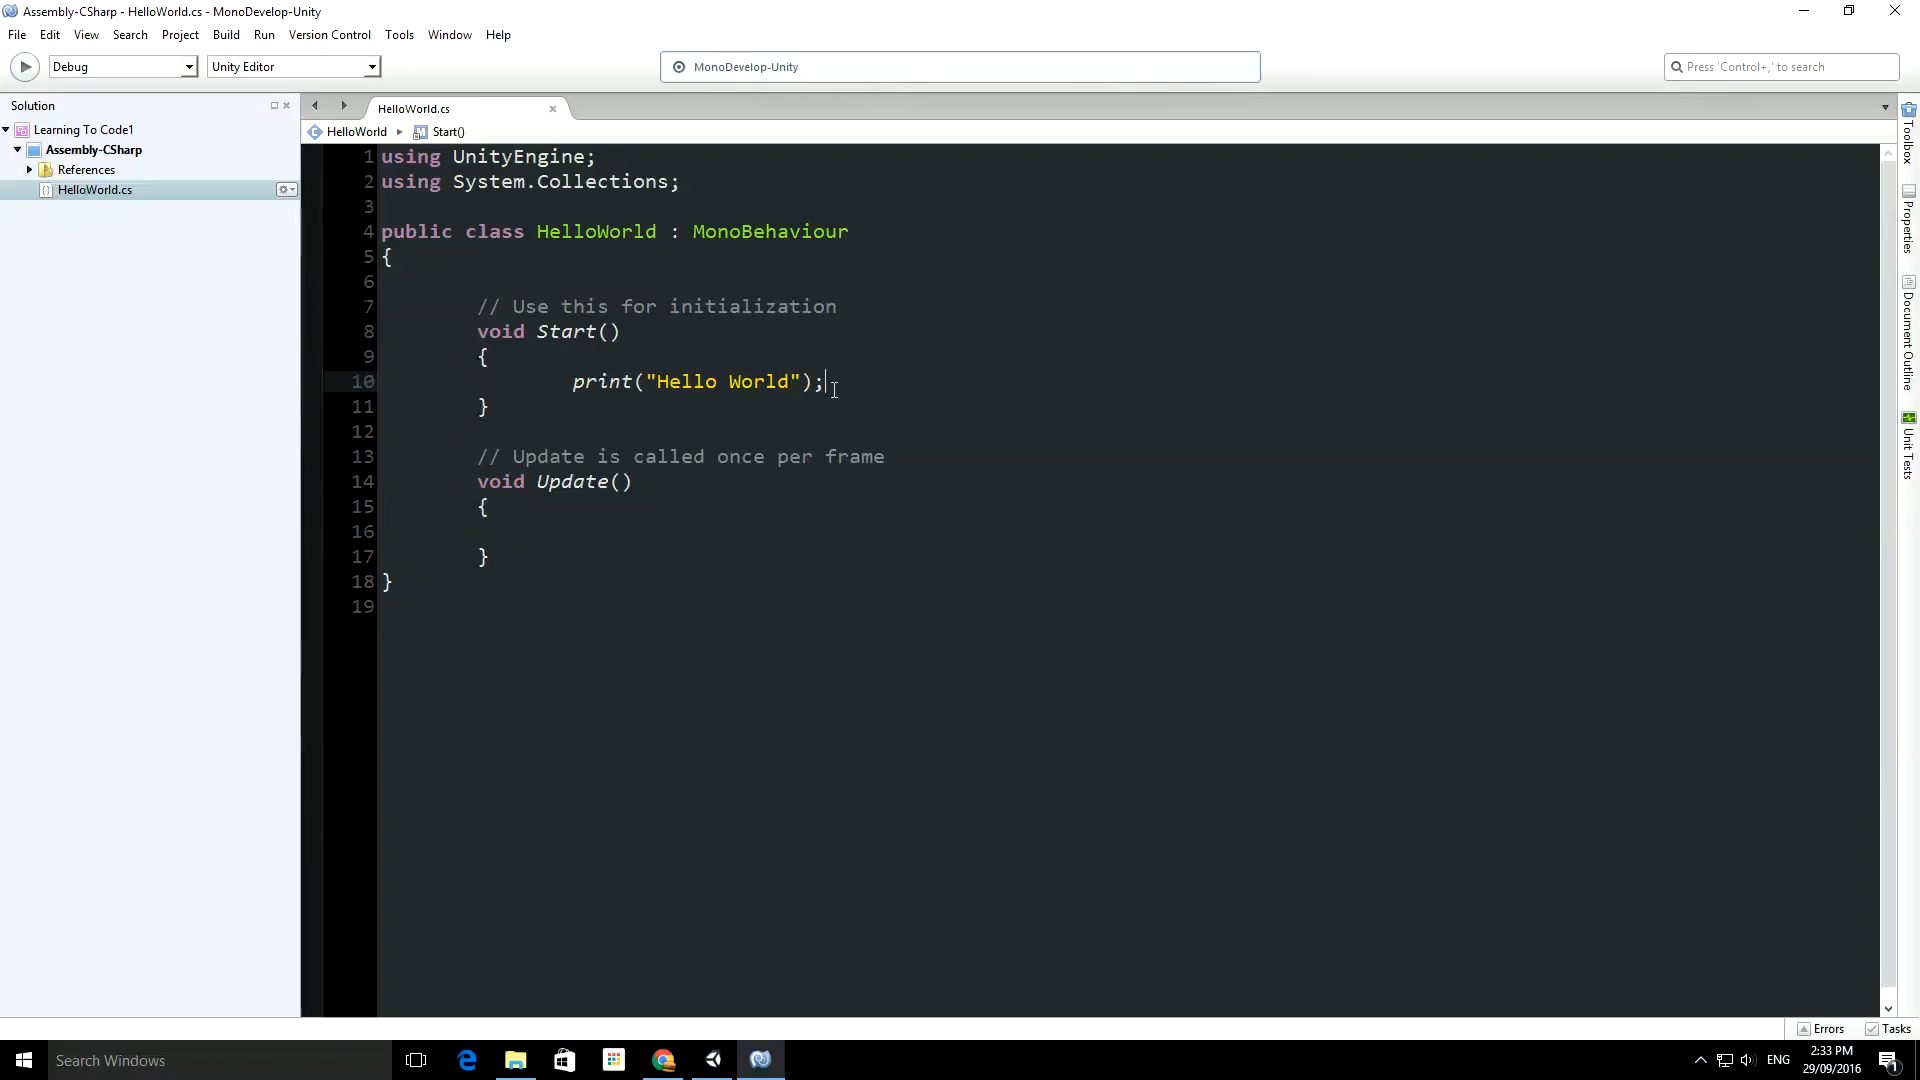 Assembly-CSharp - HelloWorld.cs - MonoDevelop-Unity
File Edit View Search Project Build Run Version Control Tools Window Help
Debug Unity Editor MonoDevelop-Unity Press 'Control+,' to search
Solution
Learning To Code1
Assembly-CSharp
References
HelloWorld.cs
HelloWorld.cs
HelloWorld Start()
1 using UnityEngine;
2 using System.Collections;
3
4 public class HelloWorld : MonoBehaviour
5 {
6
7 // Use this for initialization
8 void Start()
9 {
10 print("Hello World");
11 }
12
13 // Update is called once per frame
14 void Update()
15 {
16
17 }
18 }
19
Toolbox
Properties
Document Outline
Unit Tests
Errors Tasks
Search Windows
ENG
2:33 PM
29/09/2016
1